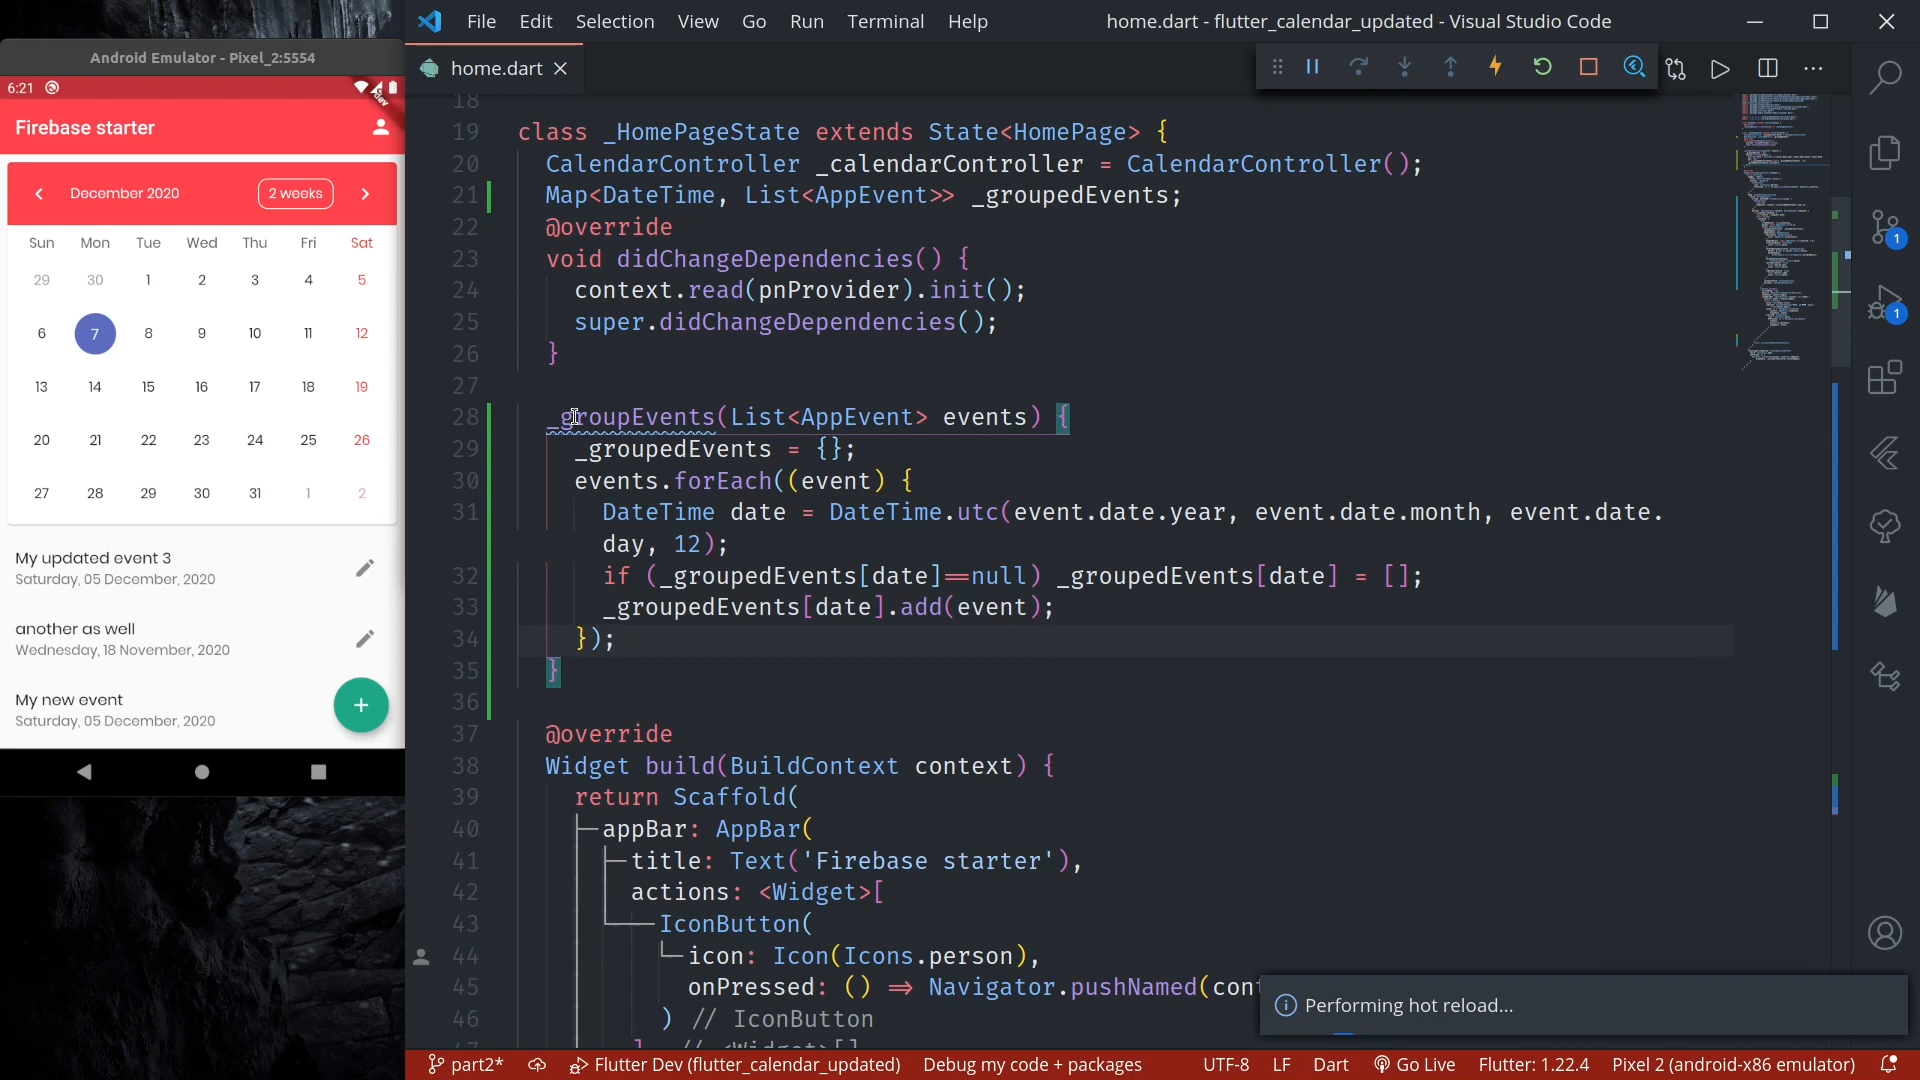 File Edit Selection View Go Run Terminal Help
home.dart - flutter_calendar_updated - Visual Studio Code
home.dart
Android Emulator - Pixel_2:5554
6:21
dev
Firebase starter
December 2020
2 weeks
Sun Mon Tue Wed Thu Fri Sat
29 30 1 2 3 4 5
6 7 8 9 10 11 12
13 14 15 16 17 18 19
20 21 22 23 24 25 26
27 28 29 30 31 1 2
My updated event 3
Saturday, 05 December, 2020
another as well
Wednesday, 18 November, 2020
My new event
Saturday, 05 December, 2020
+
18
19 class _HomePageState extends State<HomePage> {
20 CalendarController _calendarController = CalendarController();
21 Map<DateTime, List<AppEvent>> _groupedEvents;
22 @override
23 void didChangeDependencies() {
24 context.read(pnProvider).init();
25 super.didChangeDependencies();
26 }
27
28 _groupEvents(List<AppEvent> events) {
29 _groupedEvents = {};
30 events.forEach((event) {
31 DateTime date = DateTime.utc(event.date.year, event.date.month, event.date.
day, 12);
32 if (_groupedEvents[date]==null) _groupedEvents[date] = [];
33 _groupedEvents[date].add(event);
34 });
35 }
36
37 @override
38 Widget build(BuildContext context) {
39 return Scaffold(
40 appBar: AppBar(
41 title: Text('Firebase starter'),
42 actions: <Widget>[
43 IconButton(
44 icon: Icon(Icons.person),
45 onPressed: () => Navigator.pushNamed(con
46 ) // IconButton
] // <Widget>[]
1
1
Performing hot reload...
part2* Flutter Dev (flutter_calendar_updated) Debug my code + packages UTF-8 LF Dart Go Live Flutter: 1.22.4 Pixel 2 (android-x86 emulator)